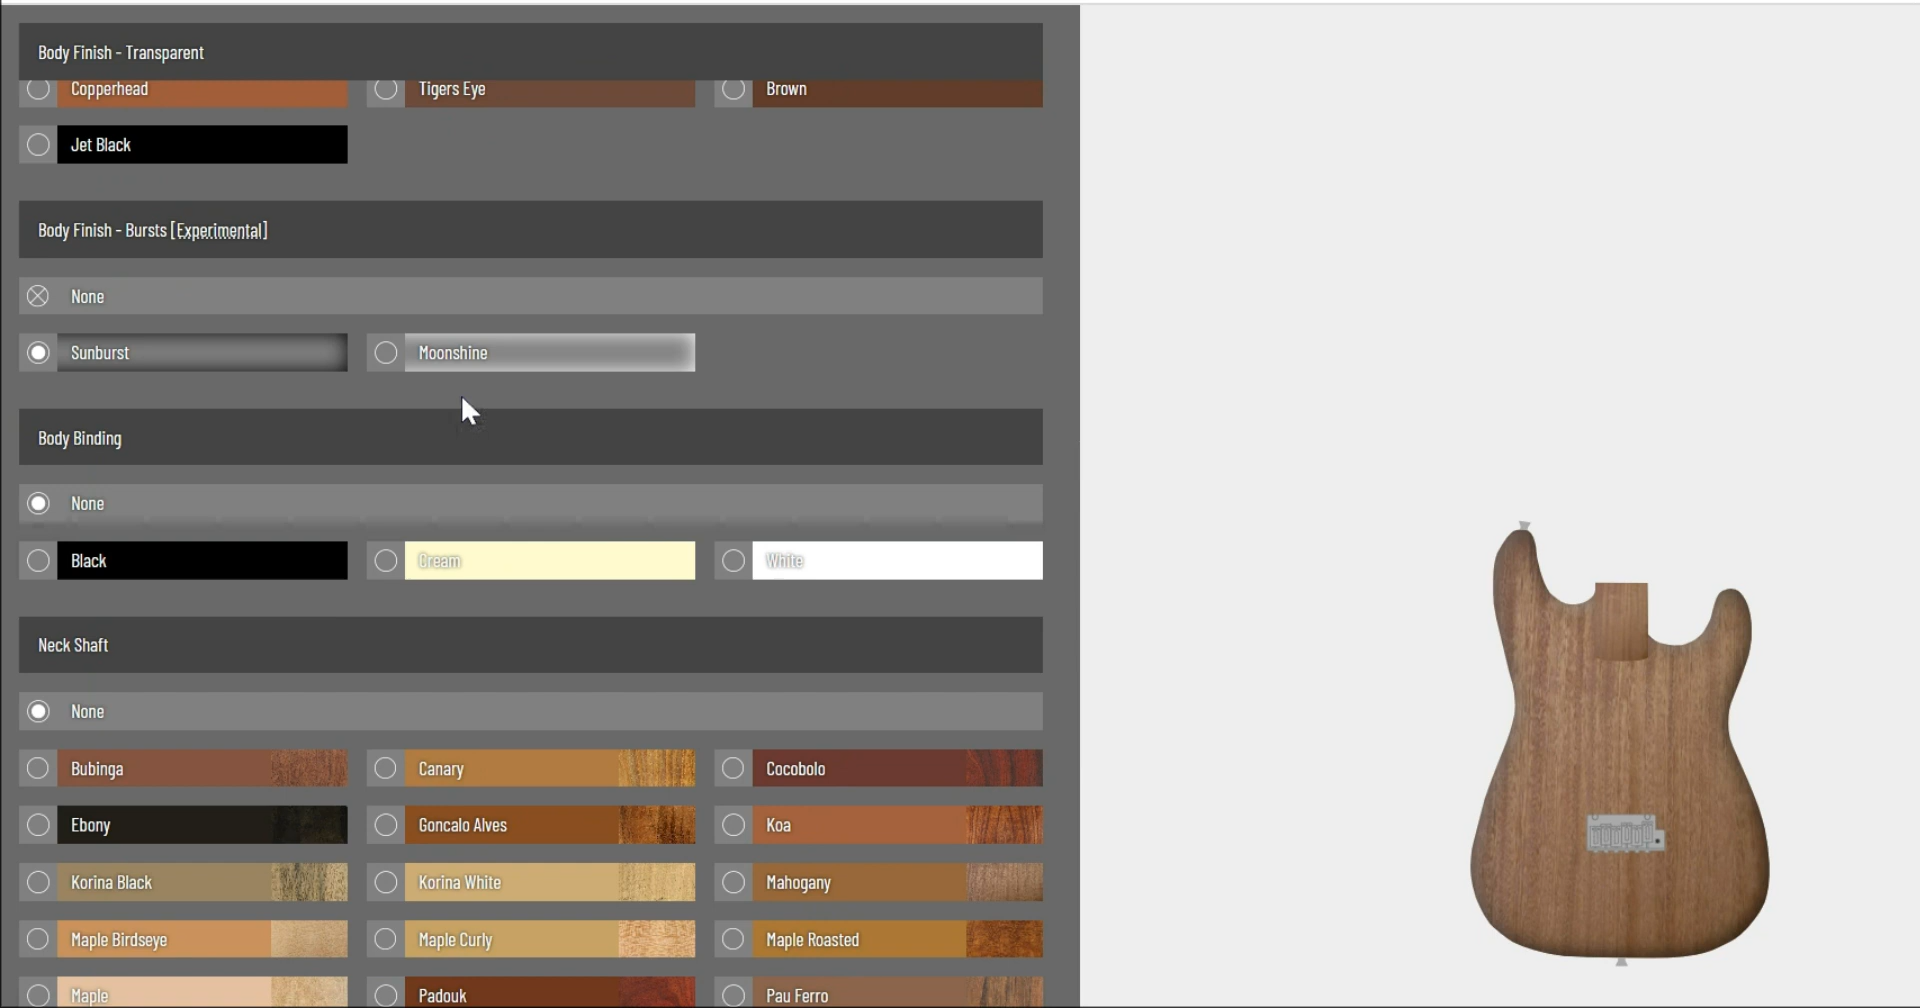 Body Finish - Transparent
Copperhead
Tigers Eye
Brown
Jet Black
Body Finish - Bursts [Experimental]
None
Sunburst
Moonshine
Body Binding
None
Black
Cream
White
Neck Shaft
None
Bubinga
Canary
Cocobolo
Ebony
Goncalo Alves
Koa
Korina Black
Korina White
Mahogany
Maple Birdseye
Maple Curly
Maple Roasted
Maple
Padouk
Pau Ferro